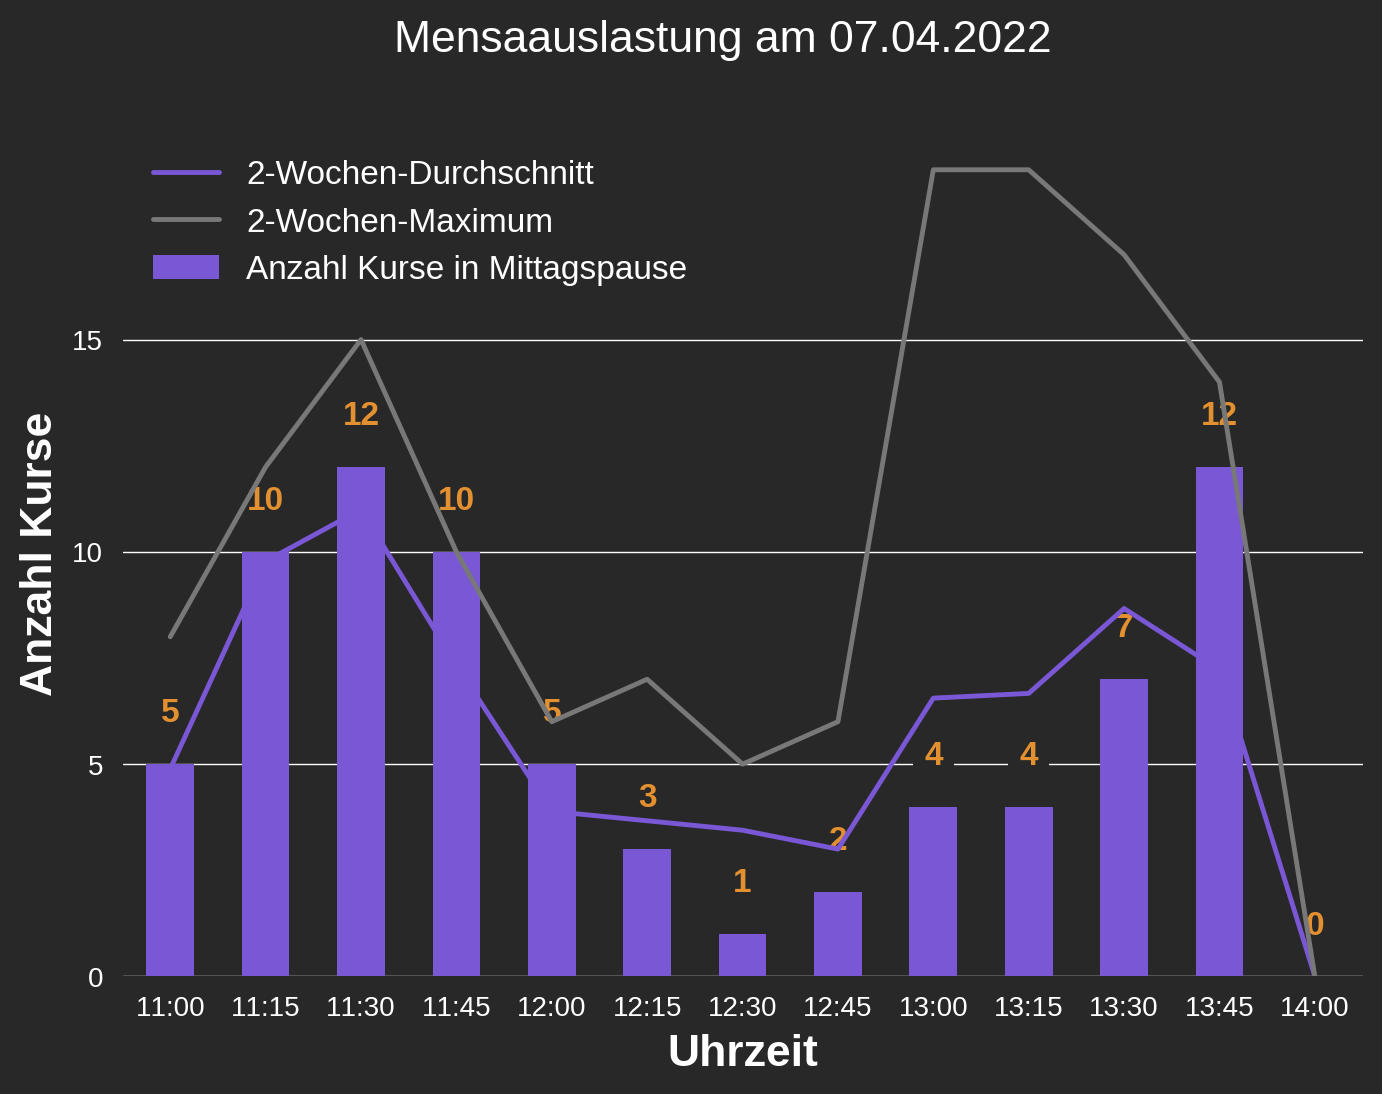 Mensaauslastung am 07.04.2022
2-Wochen-Durchschnitt
2-Wochen-Maximum
Anzahl Kurse in Mittagspause
Anzahl Kurse
15
10
5
0
5
10
12
10
5
3
1
2
4
4
7
12
0
11:00 11:15 11:30 11:45 12:00 12:15 12:30 12:45 13:00 13:15 13:30 13:45 14:00
Uhrzeit